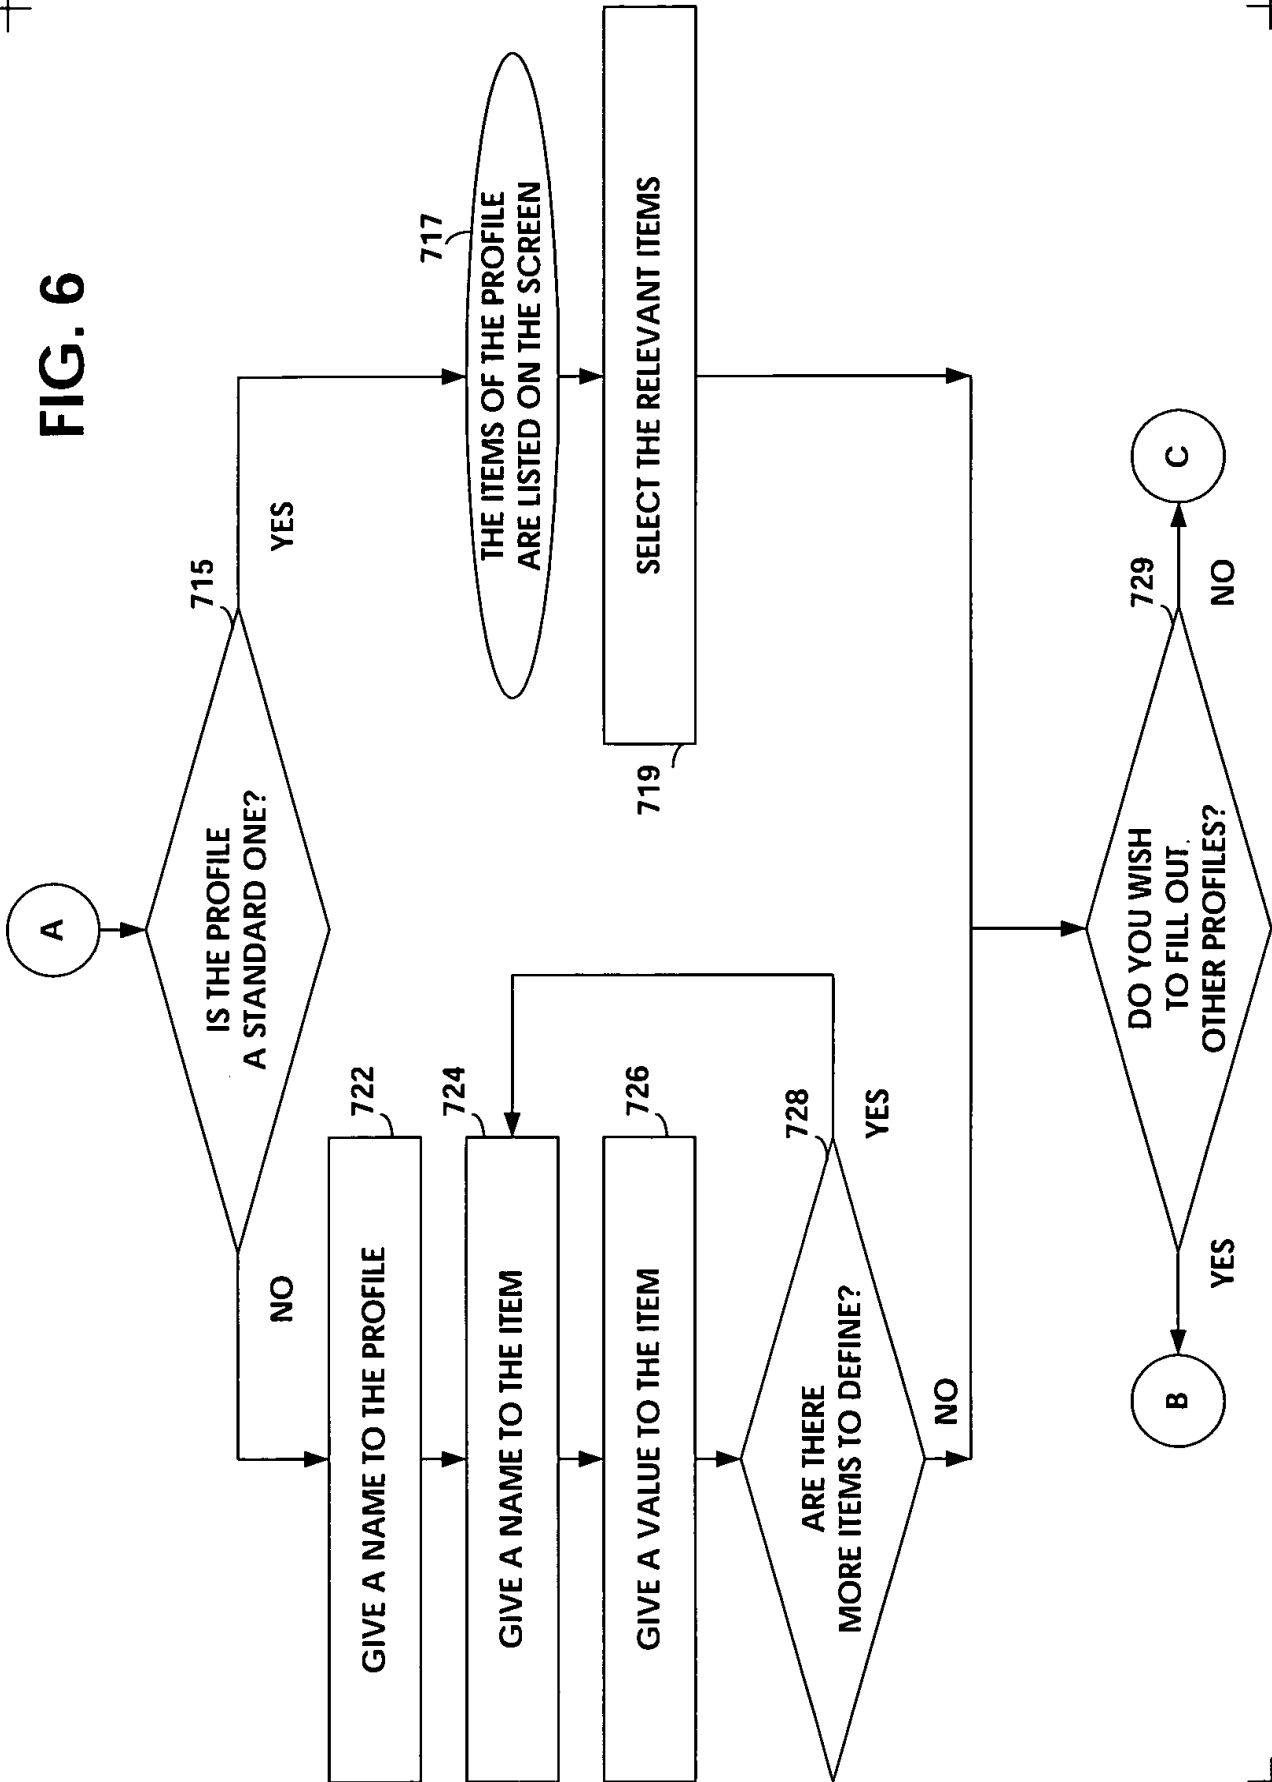 FIG. 6
A
715
IS THE PROFILE
A STANDARD ONE?
NO
YES
722
GIVE A NAME TO THE PROFILE
724
GIVE A NAME TO THE ITEM
726
GIVE A VALUE TO THE ITEM
728
ARE THERE
MORE ITEMS TO DEFINE?
YES
NO
717
THE ITEMS OF THE PROFILE
ARE LISTED ON THE SCREEN
719
SELECT THE RELEVANT ITEMS
729
DO YOU WISH
TO FILL OUT.
OTHER PROFILES?
YES
NO
B
C